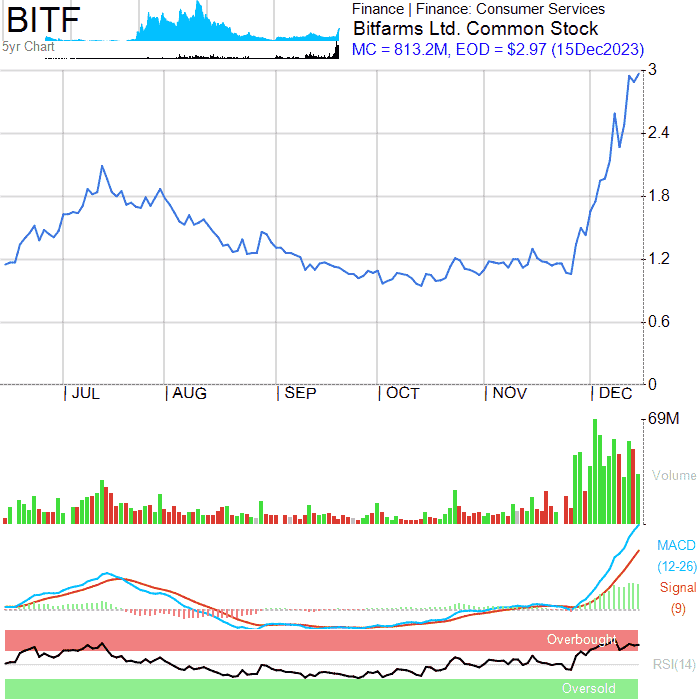 BITF
5yr Chart
Finance | Finance: Consumer Services
Bitfarms Ltd. Common Stock
MC = 813.2M, EOD = $2.97 (15Dec2023)
3
2.4
1.8
1.2
0.6
0
JUL
AUG
SEP
OCT
NOV
DEC
69M
Volume
MACD
(12-26)
Signal
(9)
Overbought
RSI(14)
Oversold